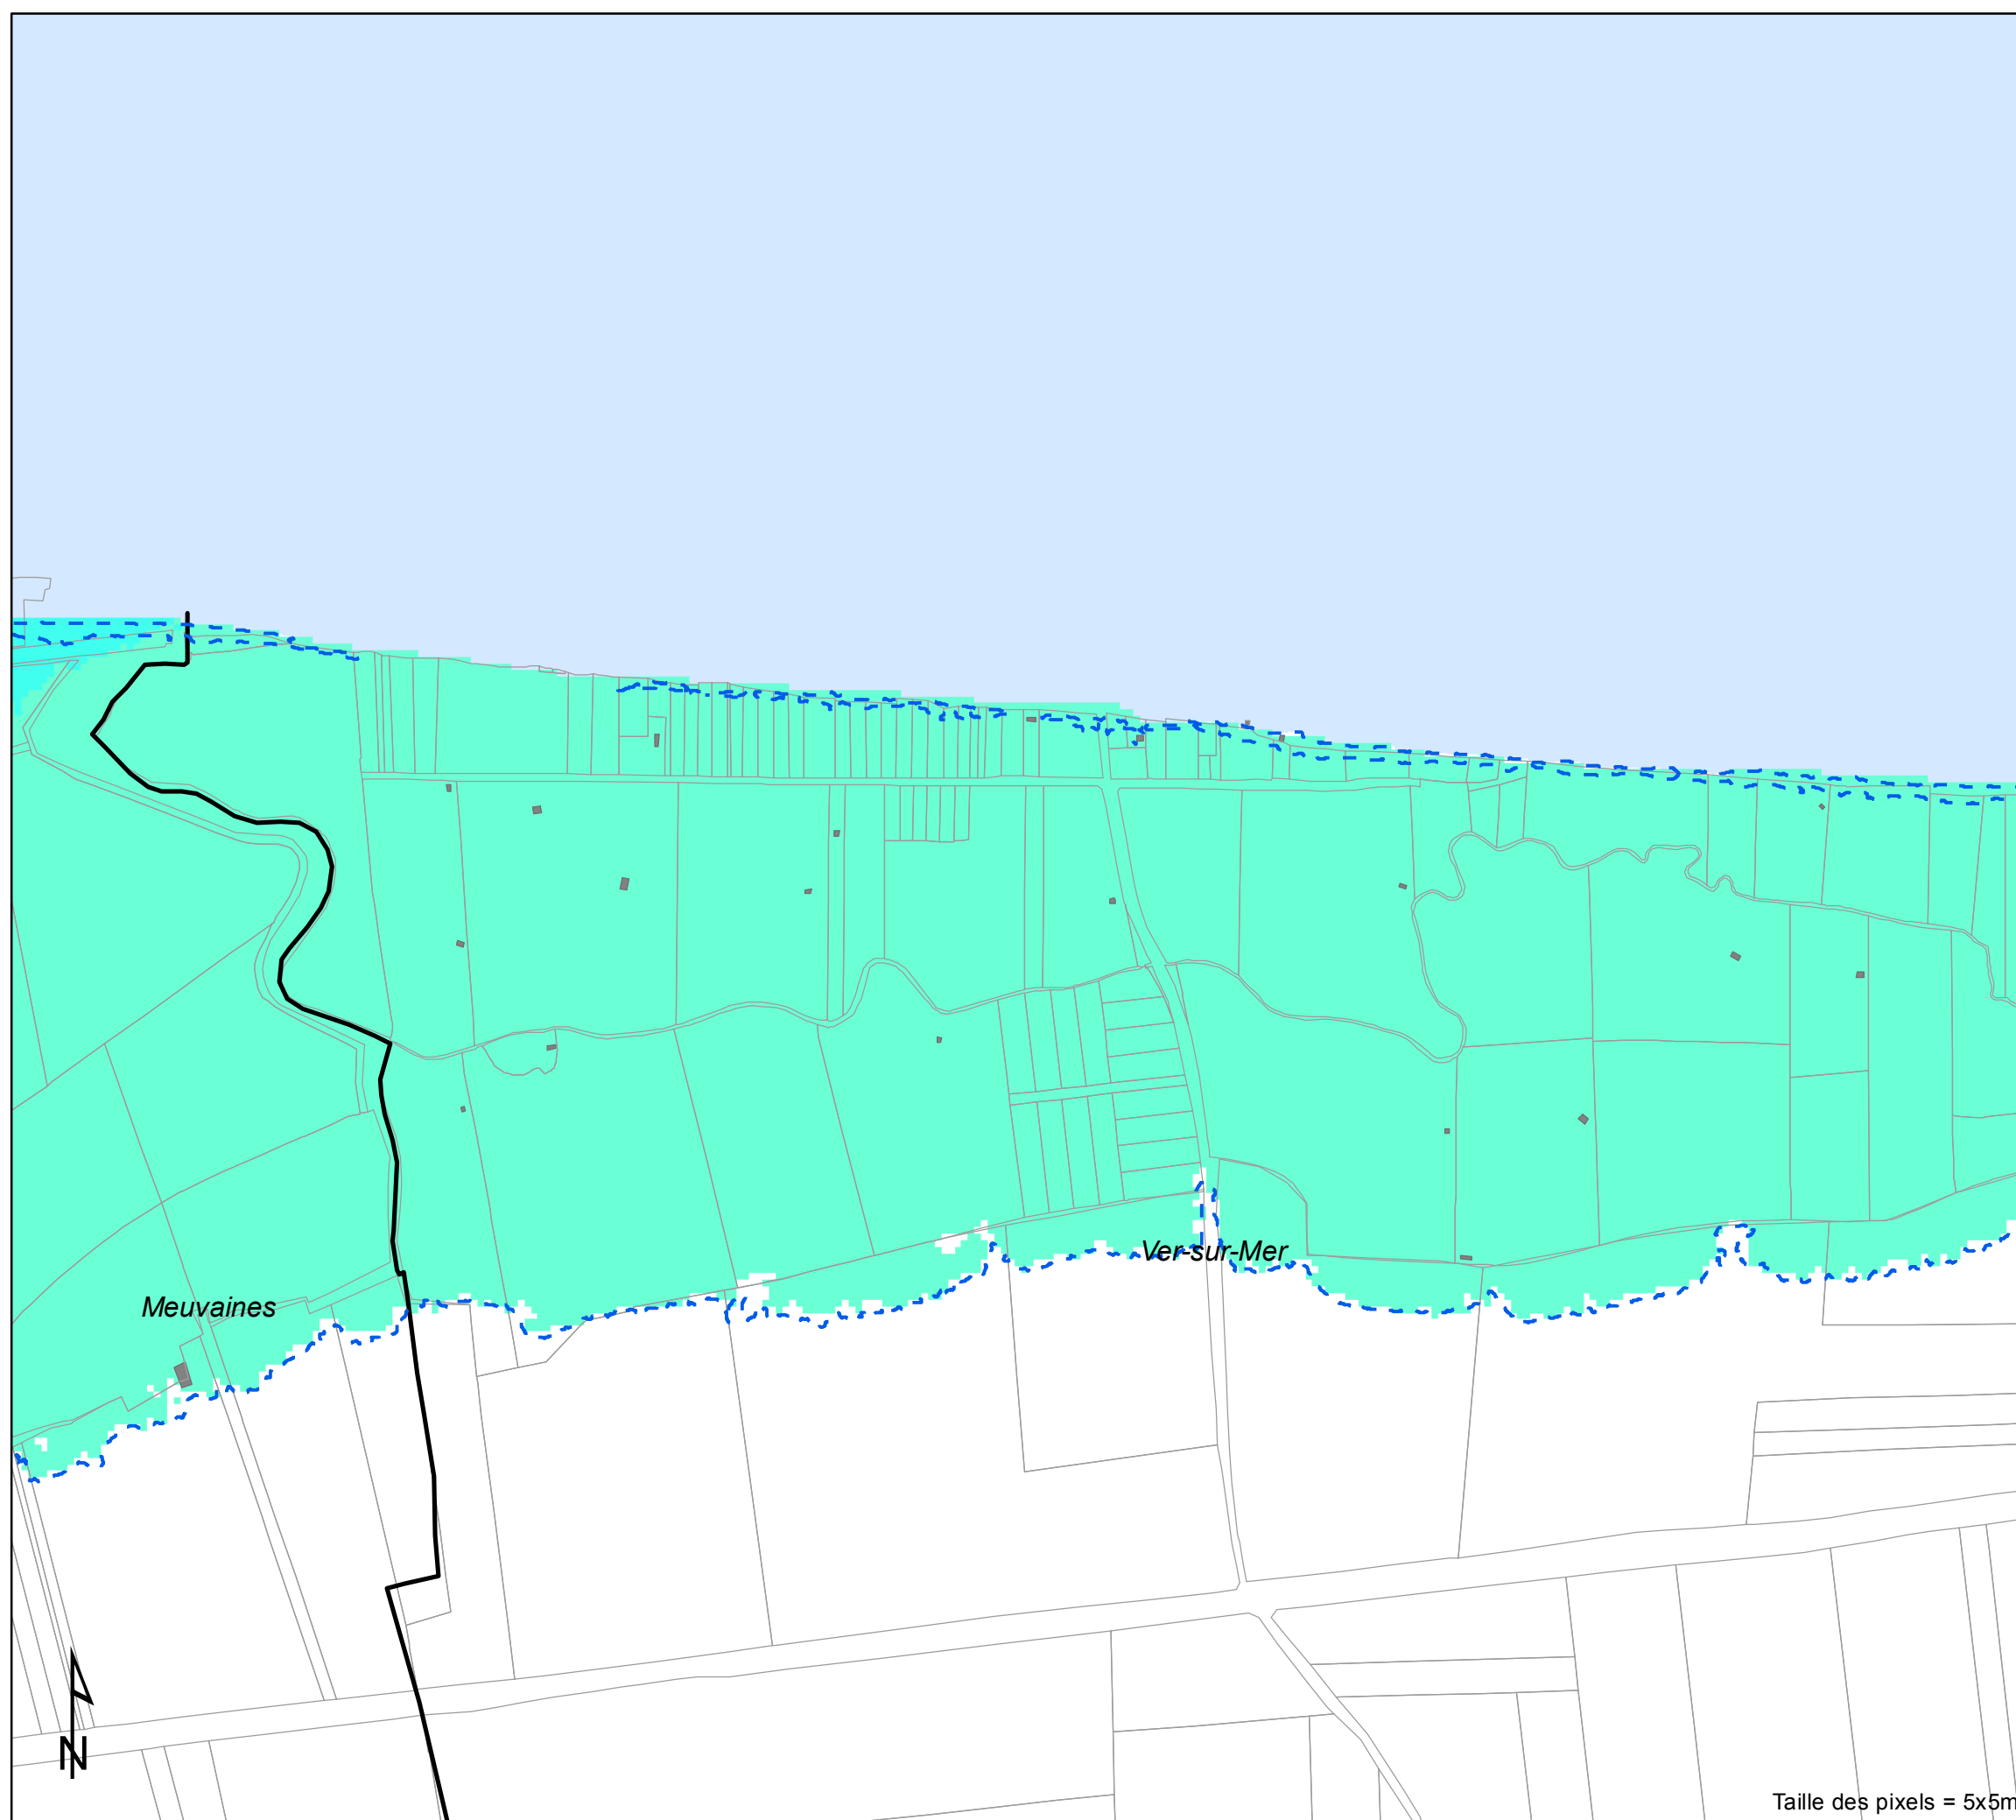 Ver-sur-Mer
Meuvaines
N
Taille des pixels = 5x5m